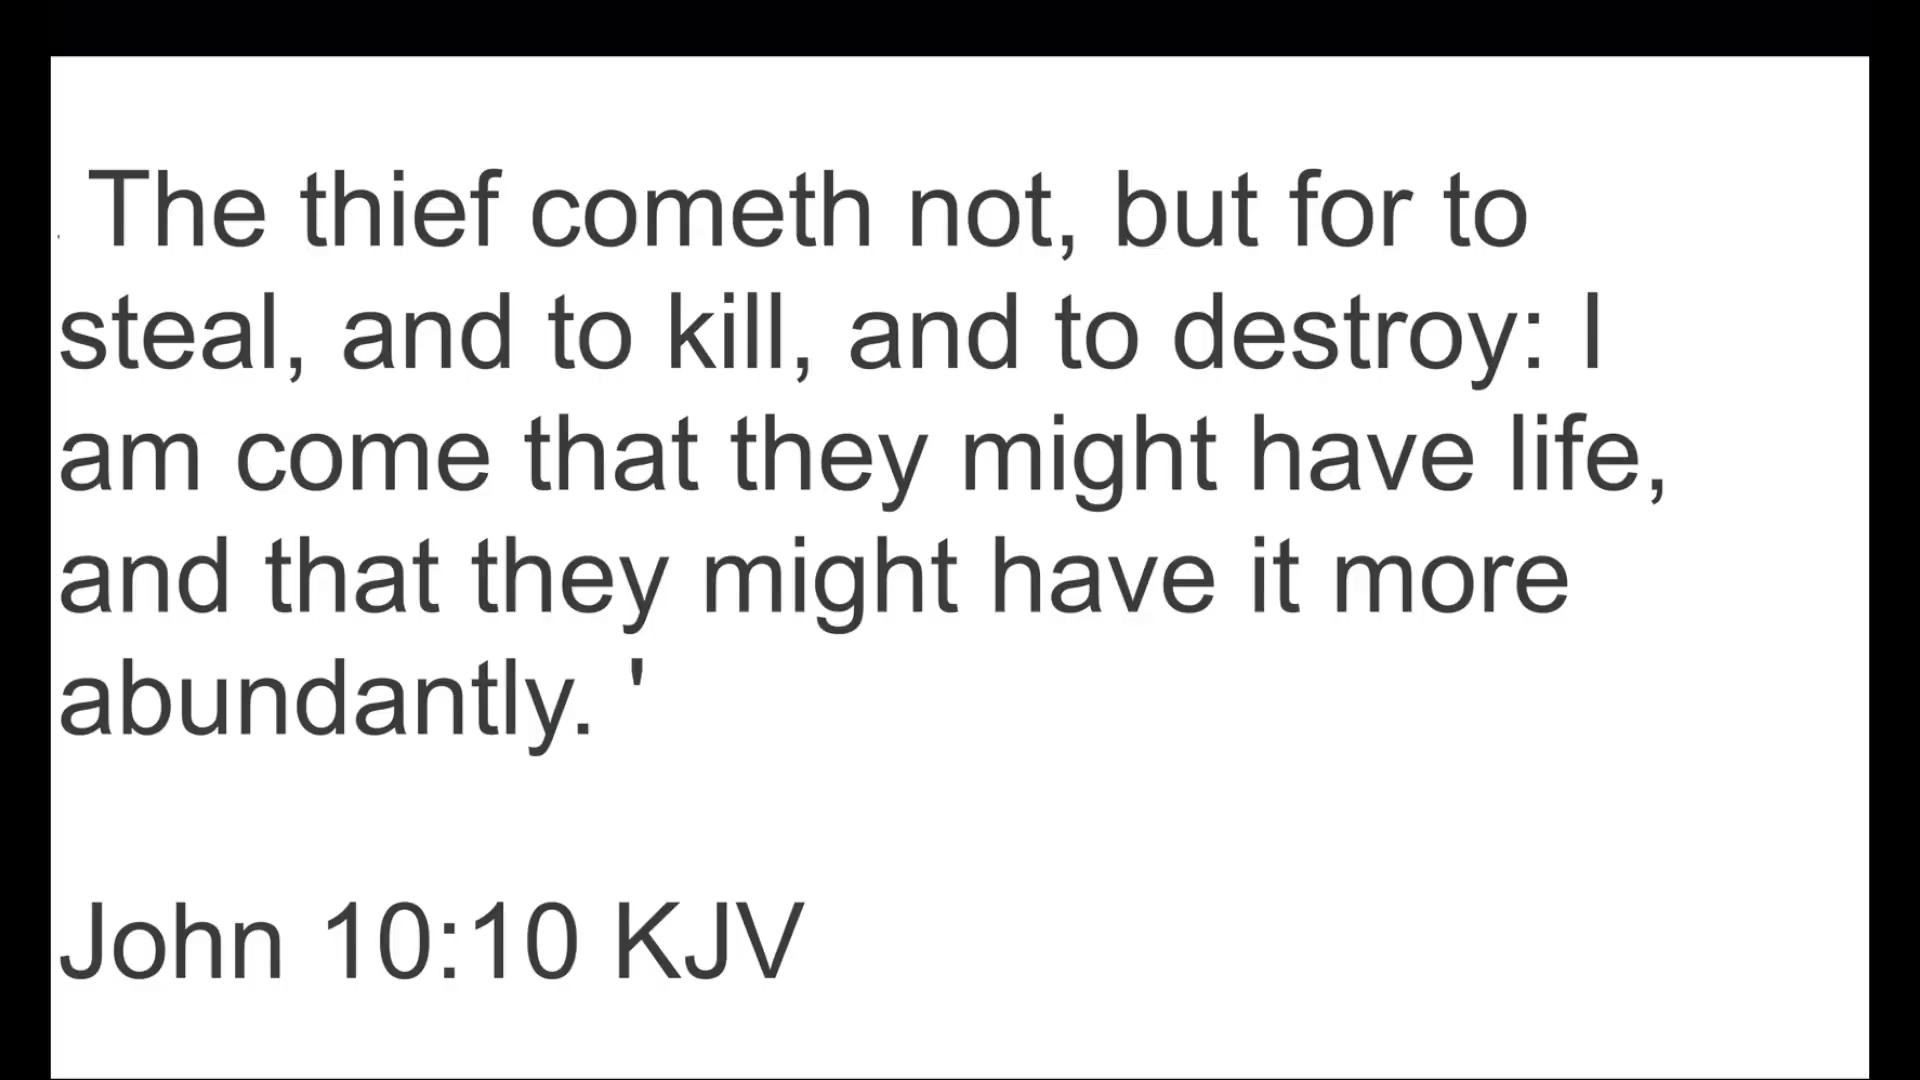 The thief cometh not, but for to
steal, and to kill, and to destroy: I
am come that they might have life,
and that they might have it more
abundantly. '
John 10:10 KJV